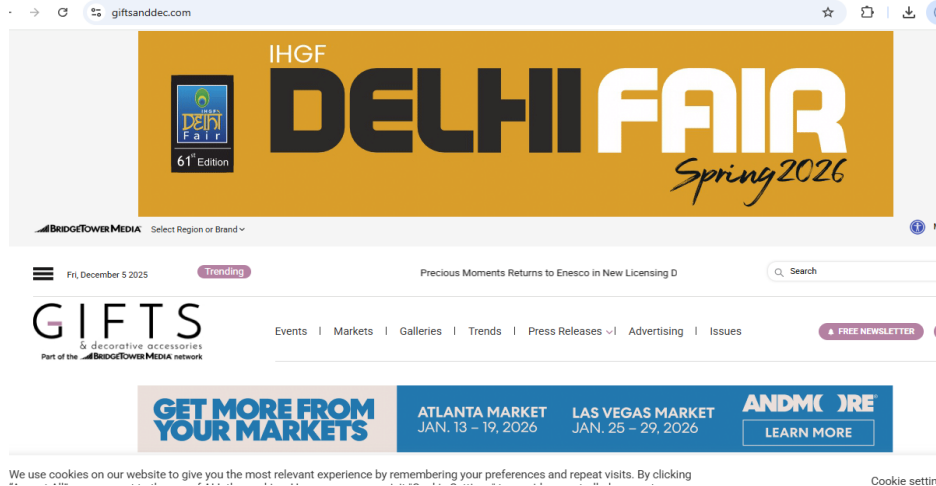 giftsanddec.com
IHGF
DELHI FAIR
IHGF
DElhi
Fair
61st Edition
Spring 2026
BRIDGETOWER MEDIA Select Region or Brand
Fri, December 5 2025 Trending Precious Moments Returns to Enesco in New Licensing D Search
GIFTS
& decorative accessories
Part of the BRIDGETOWER MEDIA network
Events | Markets | Galleries | Trends | Press Releases | Advertising | Issues FREE NEWSLETTER
GET MORE FROM
YOUR MARKETS
ATLANTA MARKET
JAN. 13 – 19, 2026
LAS VEGAS MARKET
JAN. 25 – 29, 2026
ANDMORE
LEARN MORE
We use cookies on our website to give you the most relevant experience by remembering your preferences and repeat visits. By clicking
Cookie settin